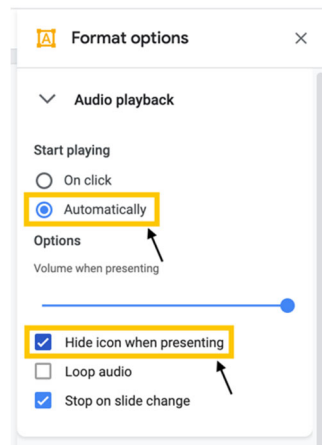 Format options
Audio playback
Start playing
On click
Automatically
Options
Volume when presenting
Hide icon when presenting
Loop audio
Stop on slide change